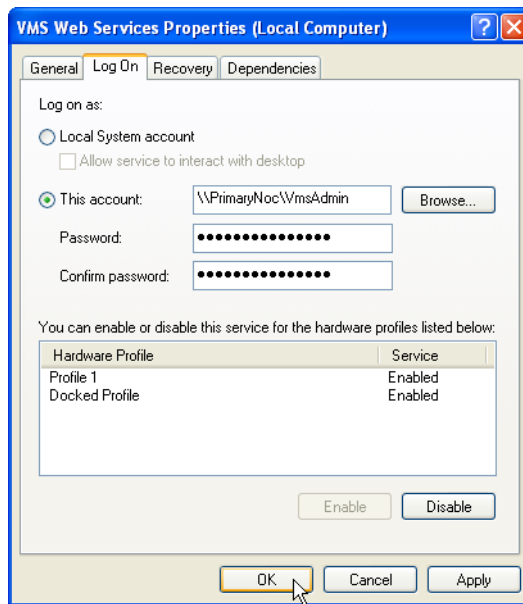 VMS Web Services Properties (Local Computer)
General Log On Recovery Dependencies
Log on as:
Local System account
Allow service to interact with desktop
This account: \\PrimaryNoc\VmsAdmin Browse...
Password: ●●●●●●●●●●●●●●●
Confirm password: ●●●●●●●●●●●●●●●
You can enable or disable this service for the hardware profiles listed below:
Hardware Profile Service
Profile 1 Enabled
Docked Profile Enabled
Enable Disable
OK Cancel Apply